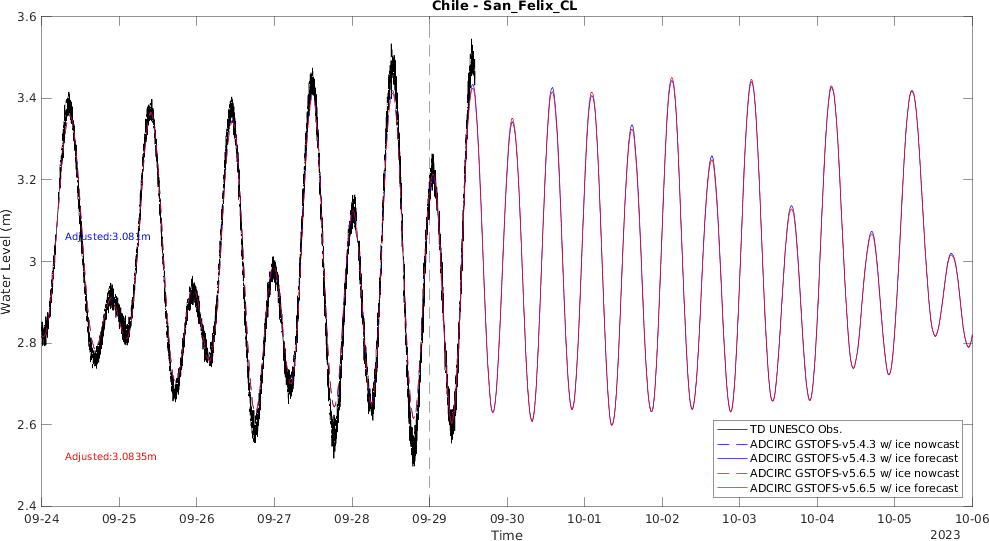 Chile - San_Felix_CL
3.6
3.4
3.2
3
2.8
2.6
2.4
Water Level (m)
Adjusted:3.081m
Adjusted:3.0835m
TD UNESCO Obs.
ADCIRC GSTOFS-v5.4.3 w/ ice nowcast
ADCIRC GSTOFS-v5.4.3 w/ ice forecast
ADCIRC GSTOFS-v5.6.5 w/ ice nowcast
ADCIRC GSTOFS-v5.6.5 w/ ice forecast
09-24 09-25 09-26 09-27 09-28 09-29 09-30 10-01 10-02 10-03 10-04 10-05 10-06
Time
2023